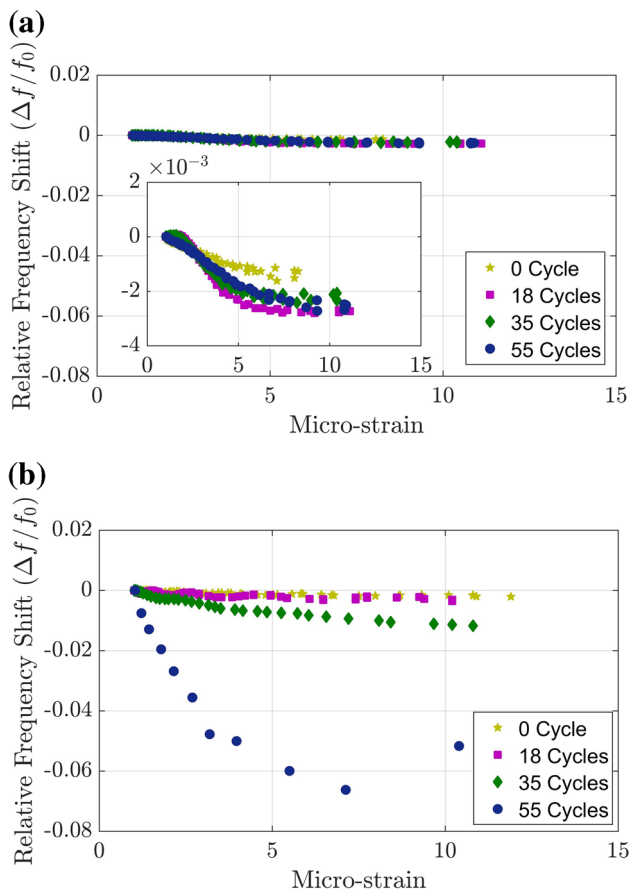 (a)
Relative Frequency Shift (Δf/f₀)
0.02
0
-0.02
-0.04
-0.06
-0.08
×10⁻³
2
0
-2
-4
0
5
10
15
0 Cycle
18 Cycles
35 Cycles
55 Cycles
0
5
10
15
Micro-strain
(b)
Relative Frequency Shift (Δf/f₀)
0.02
0
-0.02
-0.04
-0.06
-0.08
0 Cycle
18 Cycles
35 Cycles
55 Cycles
0
5
10
15
Micro-strain